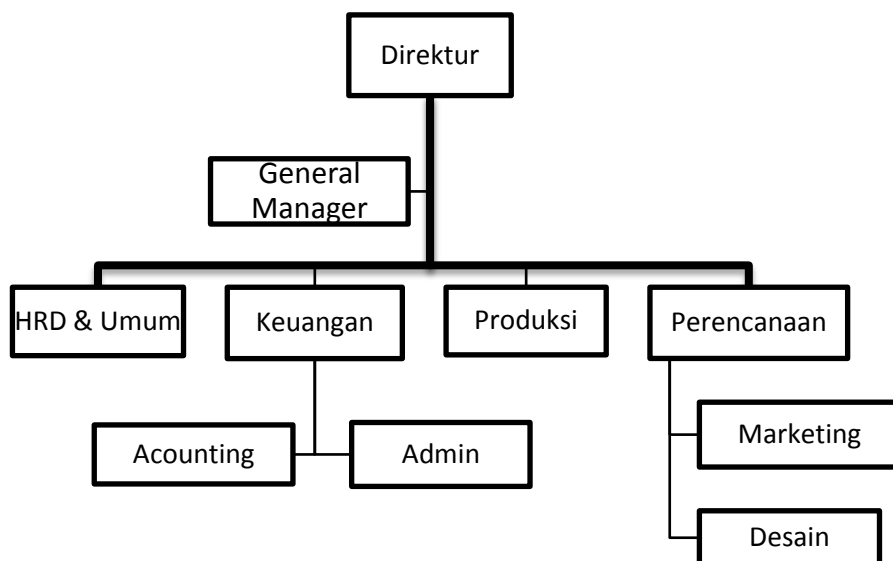 Direktur
General
Manager
HRD & Umum
Keuangan
Produksi
Perencanaan
Acounting
Admin
Marketing
Desain